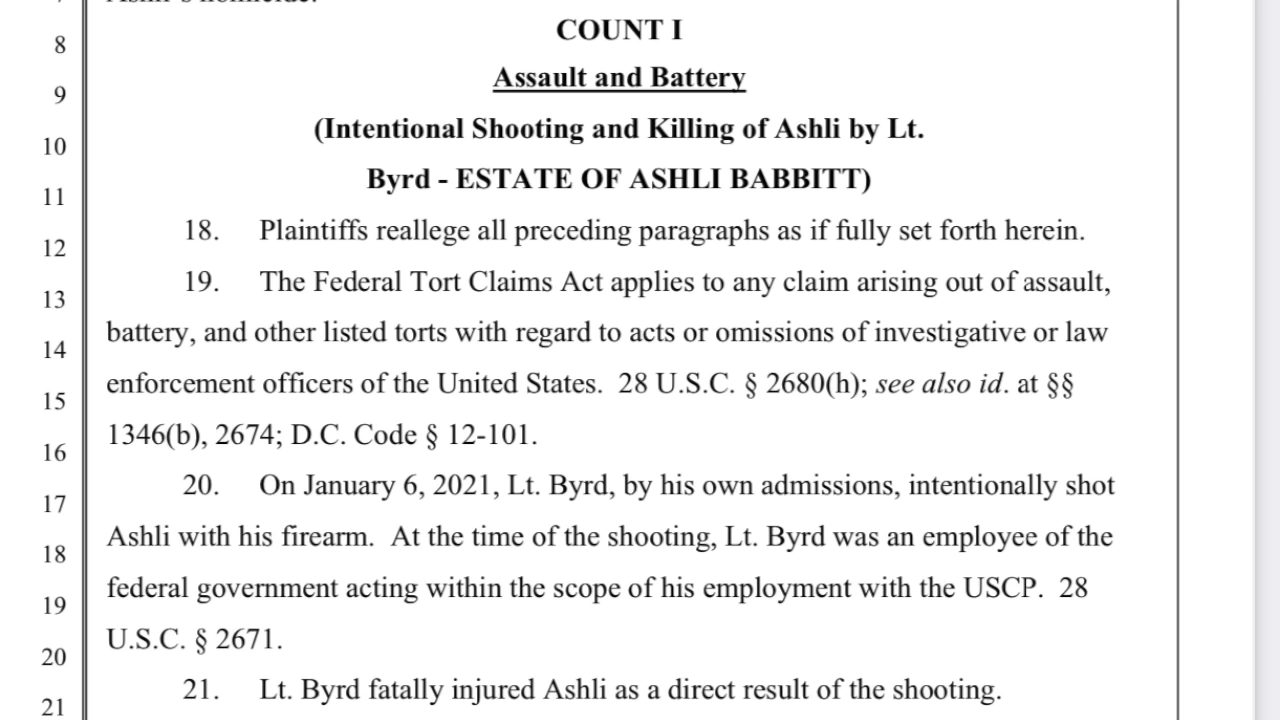 8
COUNT I
9
Assault and Battery
10
(Intentional Shooting and Killing of Ashli by Lt.
11
Byrd - ESTATE OF ASHLI BABBITT)
12
18. Plaintiffs reallege all preceding paragraphs as if fully set forth herein.
13
19. The Federal Tort Claims Act applies to any claim arising out of assault,
14
battery, and other listed torts with regard to acts or omissions of investigative or law
15
enforcement officers of the United States. 28 U.S.C. § 2680(h); see also id. at §§
16
1346(b), 2674; D.C. Code § 12-101.
17
20. On January 6, 2021, Lt. Byrd, by his own admissions, intentionally shot
18
Ashli with his firearm. At the time of the shooting, Lt. Byrd was an employee of the
19
federal government acting within the scope of his employment with the USCP. 28
20
U.S.C. § 2671.
21
21. Lt. Byrd fatally injured Ashli as a direct result of the shooting.